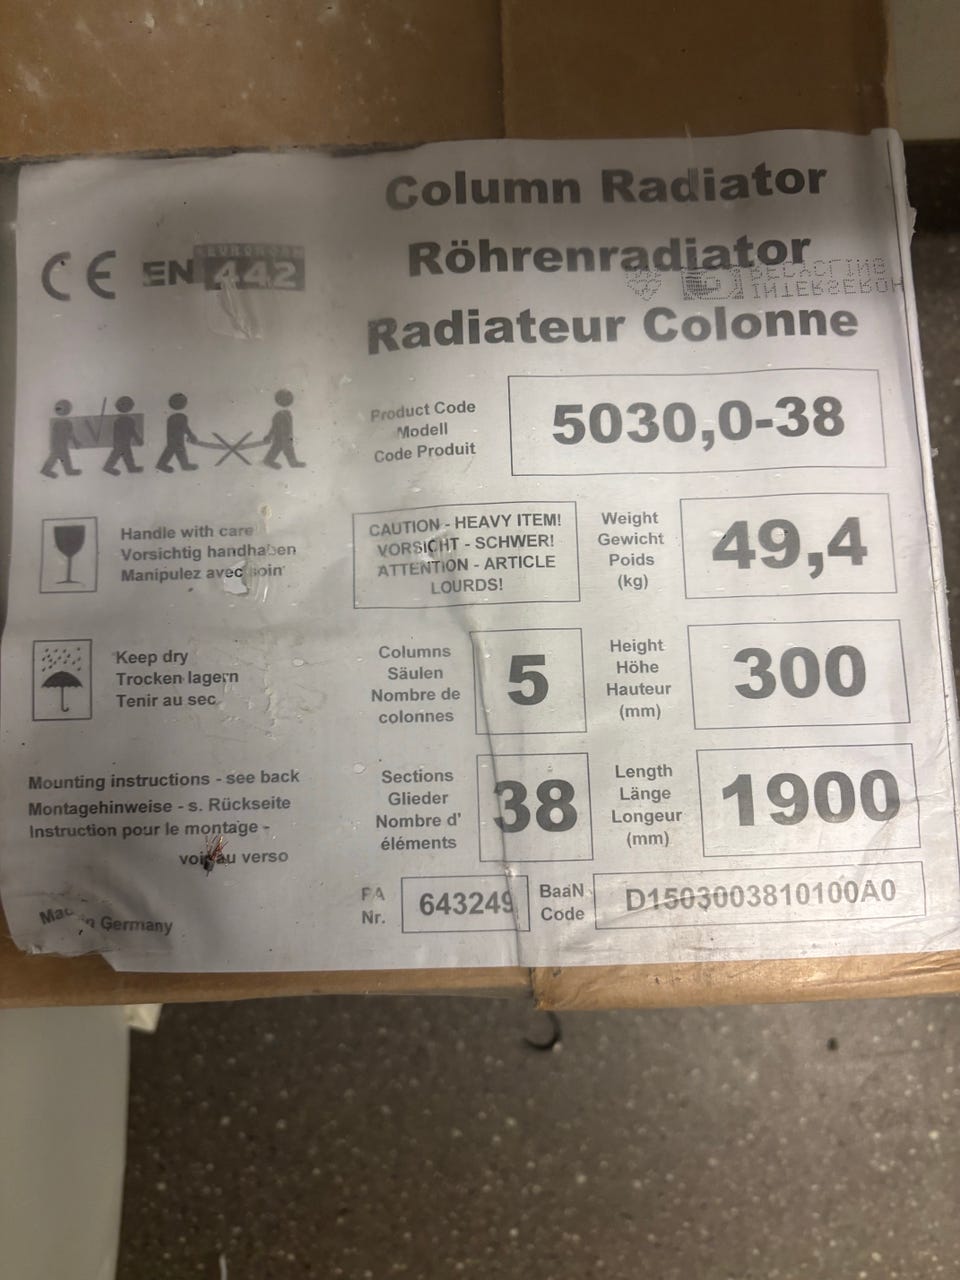 Column Radiator
Röhrenradiator
Radiateur Colonne
CE EN 442
RECYCLING
INTERSEROH
Product Code
Modell
Code Produit
5030,0-38
Handle with care
Vorsichtig handhaben
Manipulez avec soin
CAUTION - HEAVY ITEM!
VORSICHT - SCHWER!
ATTENTION - ARTICLE
LOURDS!
Weight
Gewicht
Poids
(kg)
49,4
Keep dry
Trocken lagern
Tenir au sec
Columns
Säulen
Nombre de
colonnes
5
Height
Höhe
Hauteur
(mm)
300
Mounting instructions - see back
Montagehinweise - s. Rückseite
Instruction pour le montage -
voir au verso
Sections
Glieder
Nombre d'
éléments
38
Length
Länge
Longeur
(mm)
1900
Germany
FA
Nr.
643249
BaaN
Code
D1503003810100A0